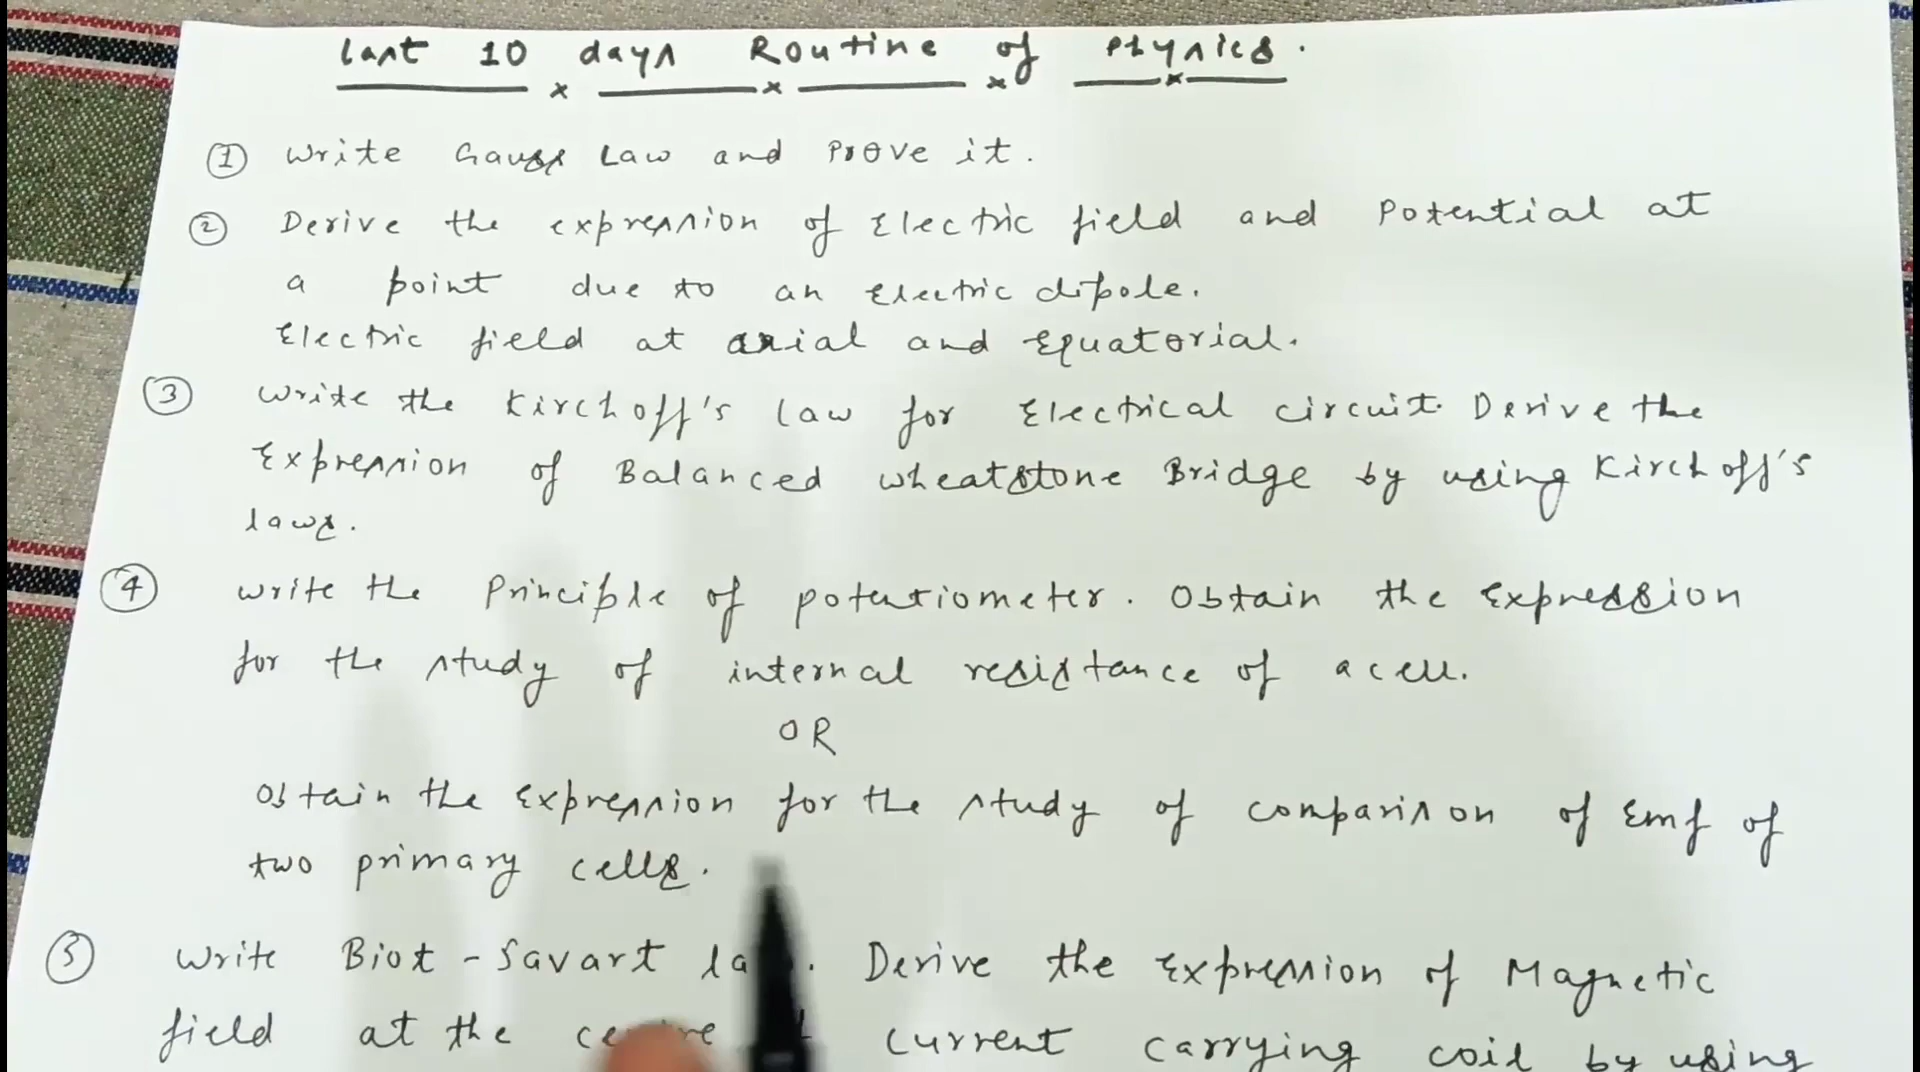 Last 10 days Routine of Physics.
① Write Gauss Law and Prove it.
② Derive the expression of Electric field and Potential at
a point due to an Electric dipole.
Electric field at axial and Equatorial.
③ Write the Kirchoff's law for Electrical circuit. Derive the
Expression of Balanced Wheatstone Bridge by using Kirchoff's
laws.
④ Write the Principle of potentiometer. Obtain the Expression
for the study of internal resistance of a cell.
OR
Obtain the Expression for the study of comparison of Emf of
two primary cells.
⑤ Write Biot-Savart . Derive the Expression of Magnetic
field at the current carrying coil by using